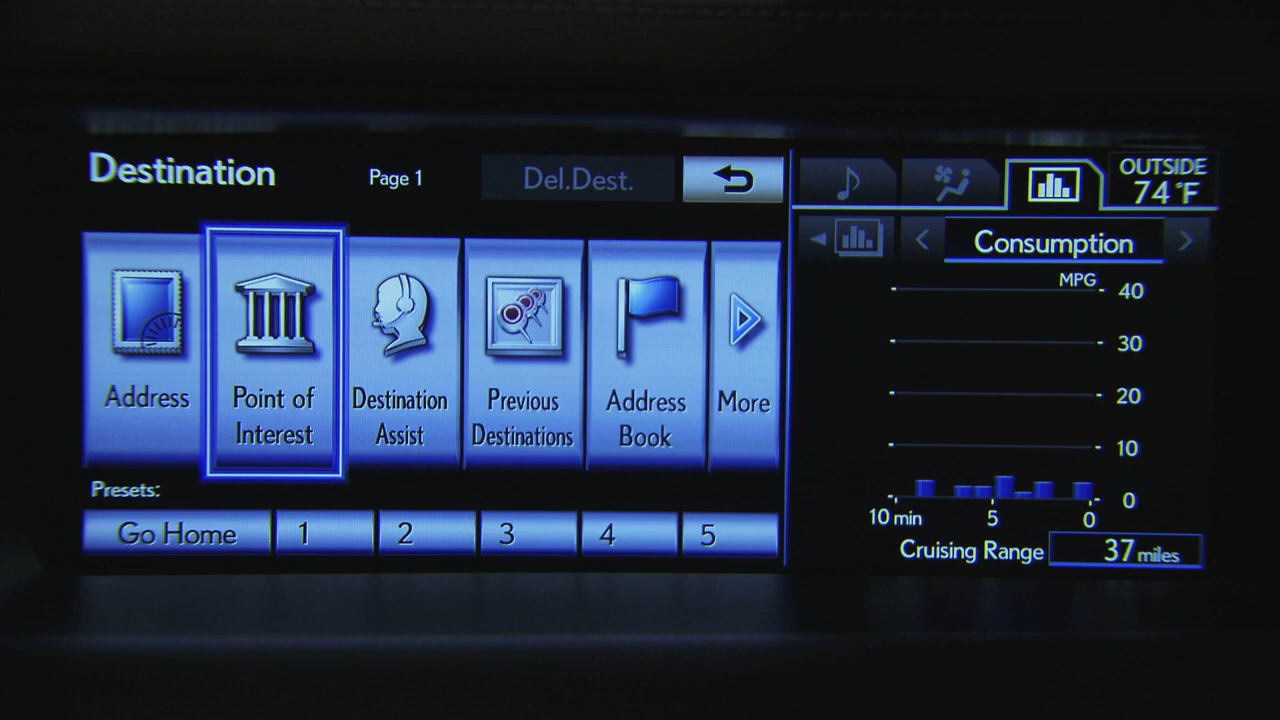 Destination
Page 1
Del.Dest.
OUTSIDE
74°F
Consumption
MPG
40
30
20
10
0
10 min
5
0
Cruising Range
37 miles
Address
Point of
Interest
Destination
Assist
Previous
Destinations
Address
Book
More
Presets:
Go Home
1
2
3
4
5